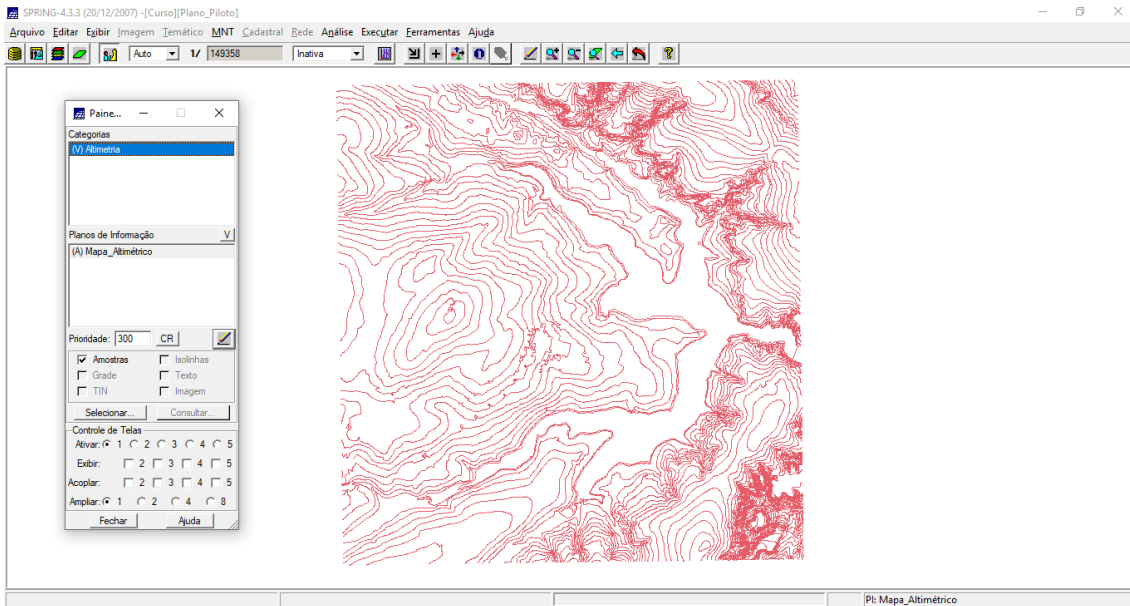 SPRING-4.3.3 (20/12/2007) -[Curso][Plano_Piloto]
Arquivo Editar Exibir Imagem Temático MNT Cadastral Rede Análise Executar Ferramentas Ajuda
Auto 1/ 149358 Inativa
Paine...
Categorias
(V) Altimetria
Planos de Informação V
(A) Mapa_Altimétrico
Prioridade: 300 CR
Amostras Isolinhas
Grade Texto
TIN Imagem
Selecionar... Consultar...
Controle de Telas
Ativar: 1 2 3 4 5
Exibir: 2 3 4 5
Acoplar: 2 3 4 5
Ampliar: 1 2 4 8
Fechar Ajuda
PI: Mapa_Altimétrico